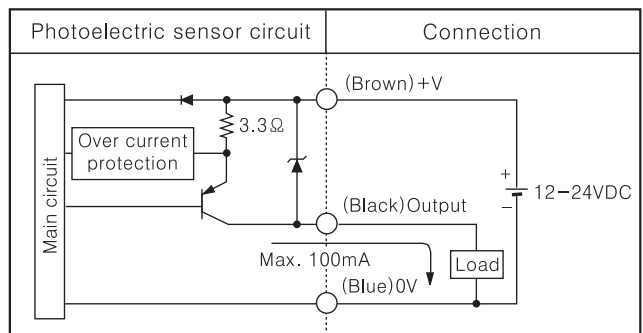 Photoelectric sensor circuit
Connection
(Brown)+V
3.3Ω
Over current
protection
Main circuit
+
12-24VDC
-
(Black)Output
Max. 100mA
Load
(Blue)0V